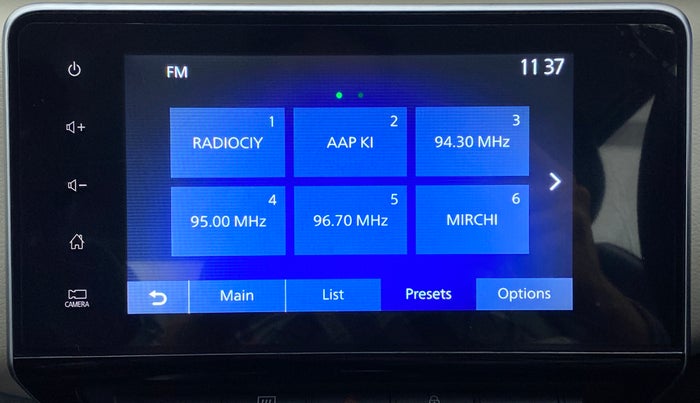 FM
11 37
1
RADIOCIY
2
AAP KI
3
94.30 MHz
4
95.00 MHz
5
96.70 MHz
6
MIRCHI
Main
List
Presets
Options
CAMERA